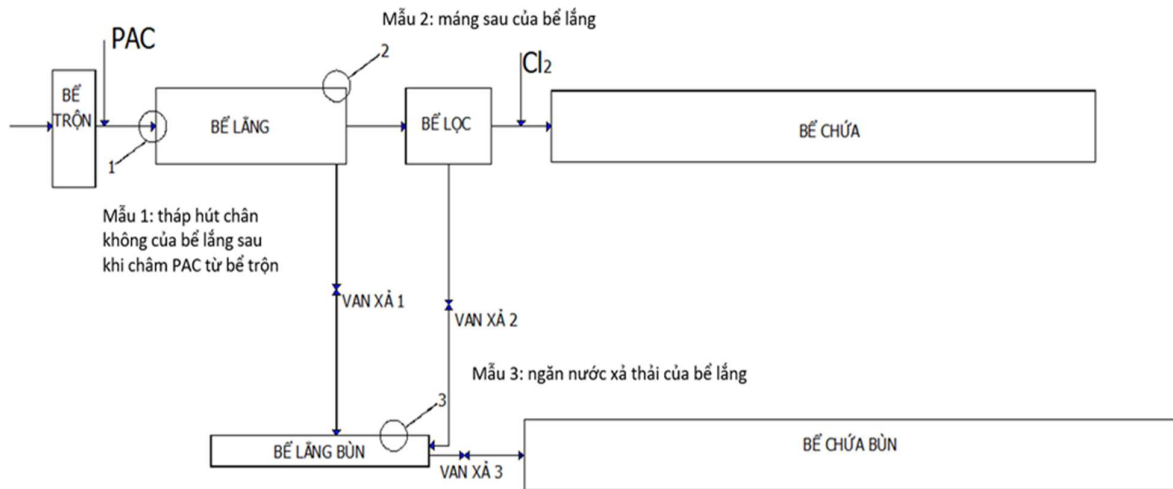 Mẫu 2: máng sau của bể lắng
PAC
2
Cl₂
BỂ
TRỘN
BỂ LẮNG
BỂ LỌC
BỂ CHỨA
1
Mẫu 1: tháp hút chân
không của bể lắng sau
khi châm PAC từ bể trộn
VAN XẢ 1
VAN XẢ 2
Mẫu 3: ngăn nước xả thải của bể lắng
3
BỂ LẮNG BÙN
VAN XẢ 3
BỂ CHỨA BÙN